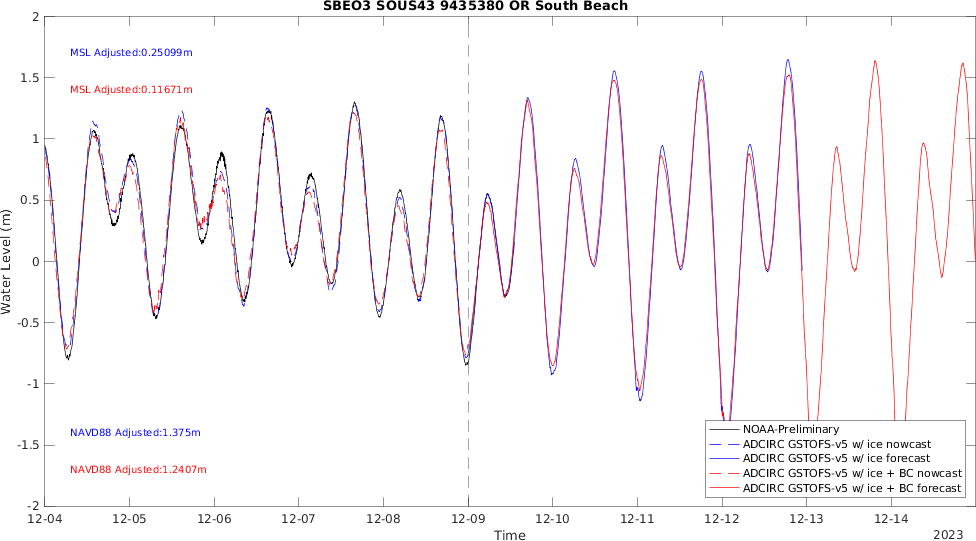 SBEO3 SOUS43 9435380 OR South Beach
2
1.5
1
0.5
0
-0.5
-1
-1.5
-2
Water Level (m)
MSL Adjusted:0.25099m
MSL Adjusted:0.11671m
NAVD88 Adjusted:1.375m
NAVD88 Adjusted:1.2407m
NOAA-Preliminary
ADCIRC GSTOFS-v5 w/ ice nowcast
ADCIRC GSTOFS-v5 w/ ice forecast
ADCIRC GSTOFS-v5 w/ ice + BC nowcast
ADCIRC GSTOFS-v5 w/ ice + BC forecast
12-04 12-05 12-06 12-07 12-08 12-09 12-10 12-11 12-12 12-13 12-14
Time
2023